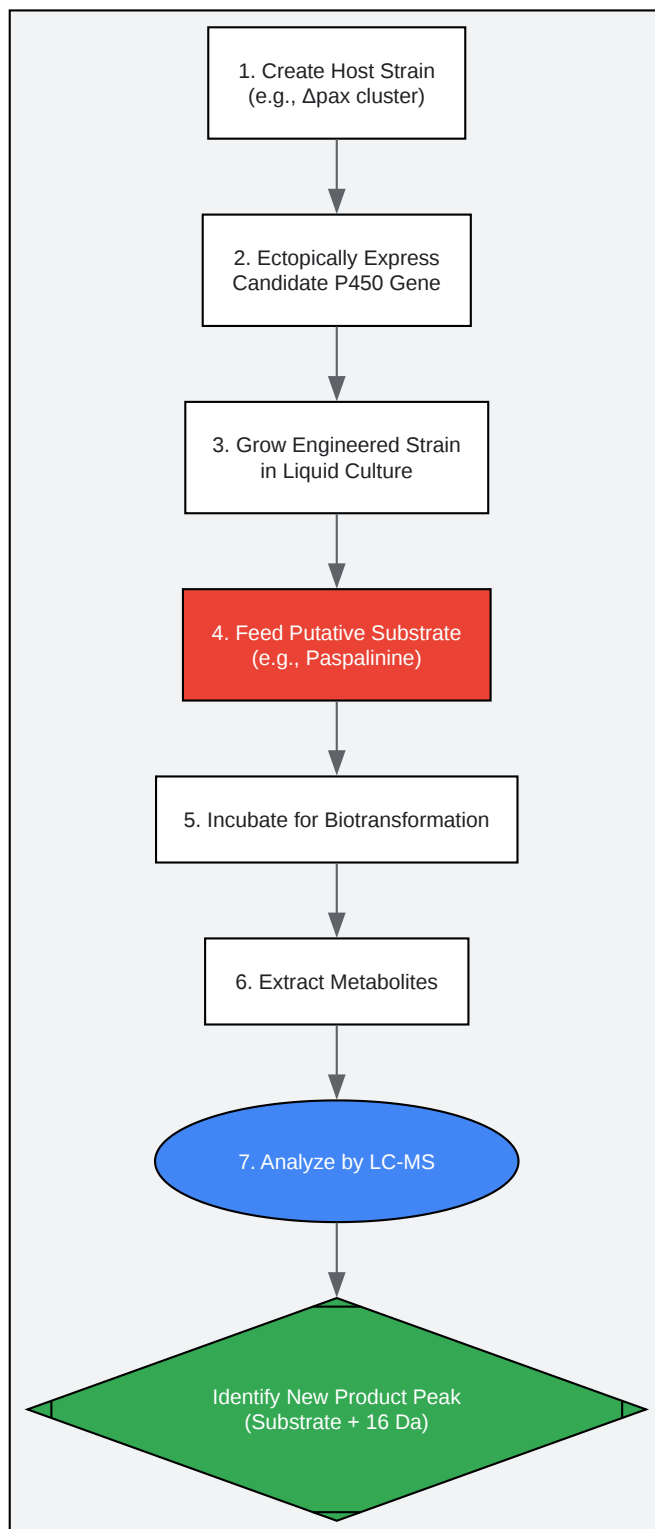 1. Create Host Strain
(e.g., Δpax cluster)
2. Ectopically Express
Candidate P450 Gene
3. Grow Engineered Strain
in Liquid Culture
4. Feed Putative Substrate
(e.g., Paspalinine)
5. Incubate for Biotransformation
6. Extract Metabolites
7. Analyze by LC-MS
Identify New Product Peak
(Substrate + 16 Da)